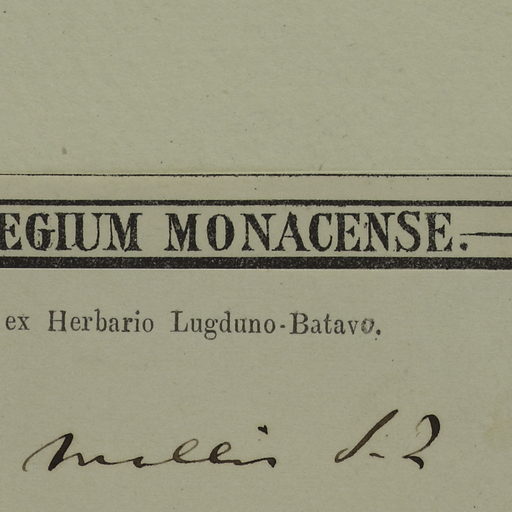 EGIUM MONACENSE.
ex Herbario Lugduno-Batavo.
mollis S-Z